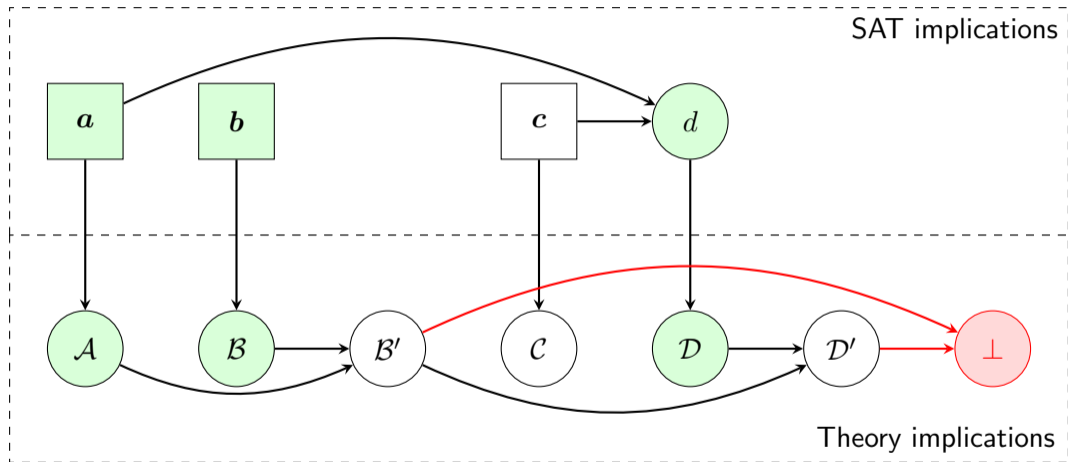 SAT implications
a b c d
𝒜 ℬ ℬ′ 𝒞 𝒟 𝒟′ ⊥
Theory implications